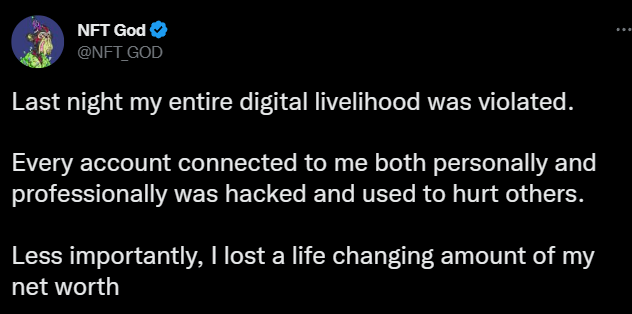 NFT God
@NFT_GOD
Last night my entire digital livelihood was violated.
Every account connected to me both personally and
professionally was hacked and used to hurt others.
Less importantly, I lost a life changing amount of my
net worth